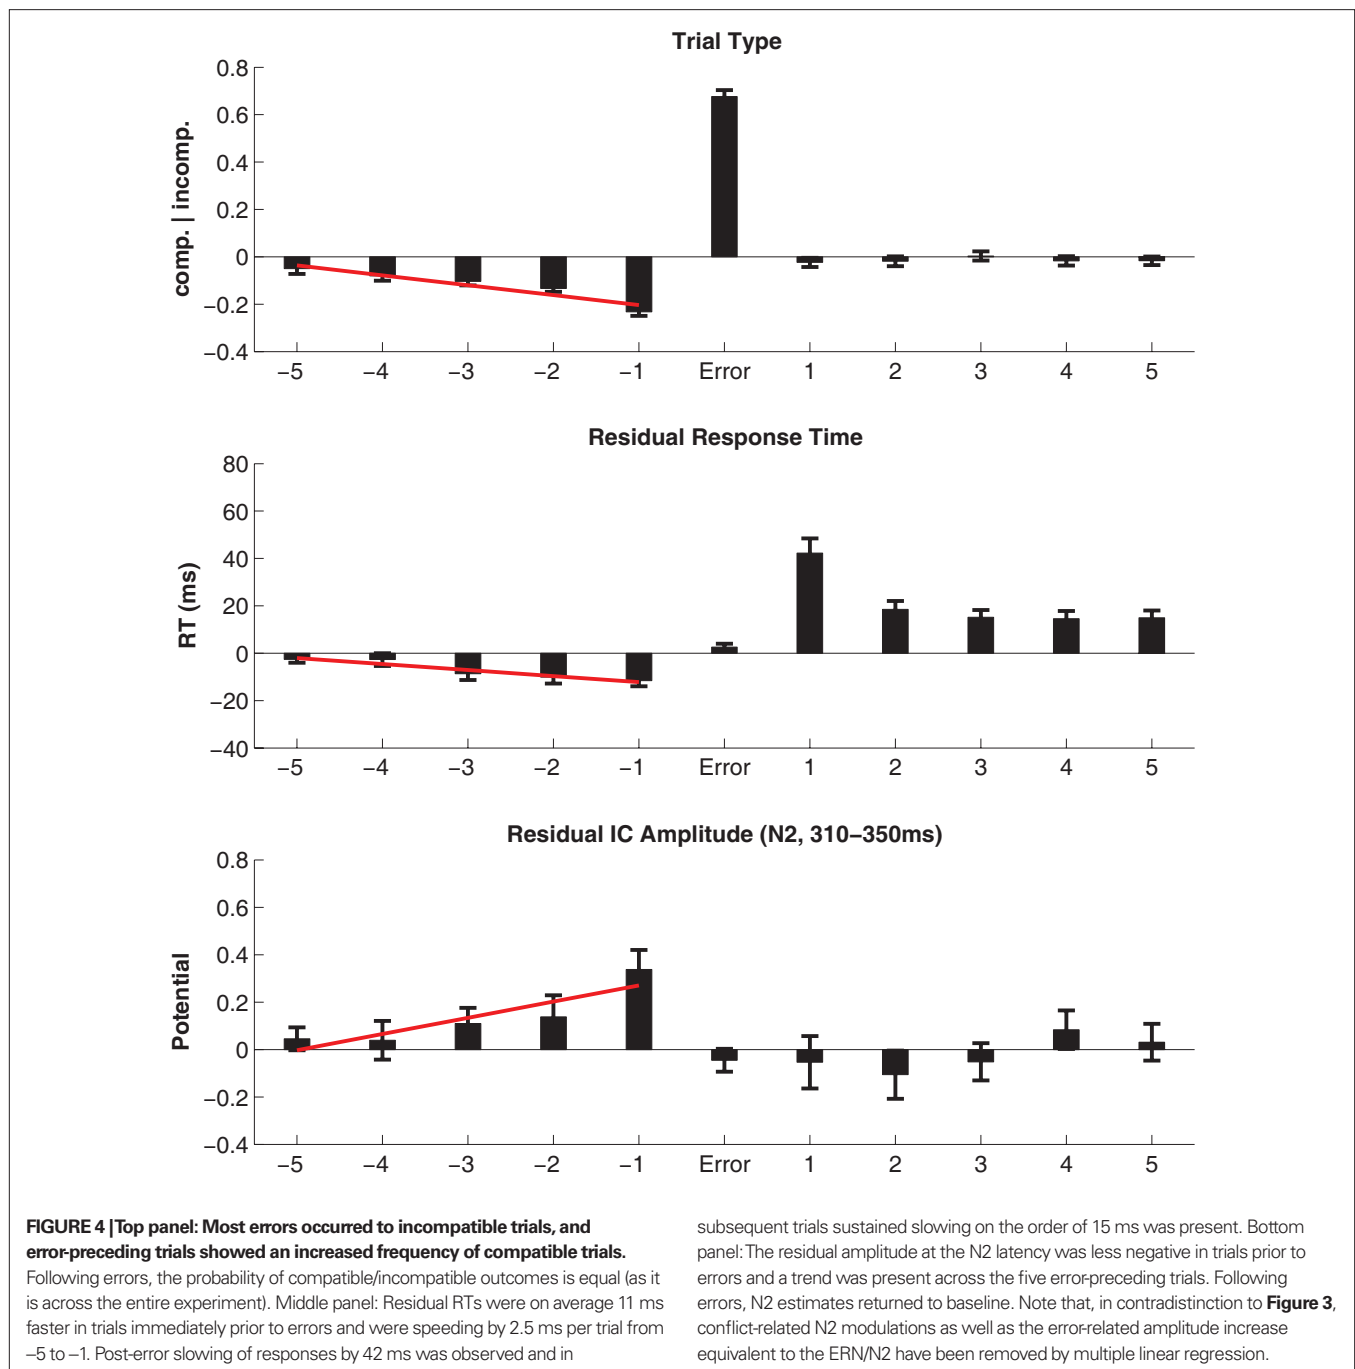 Trial Type
0.8
0.6
0.4
0.2
0
−0.2
−0.4
comp. | incomp.
−5 −4 −3 −2 −1 Error 1 2 3 4 5
Residual Response Time
80
60
40
20
0
−20
−40
RT (ms)
−5 −4 −3 −2 −1 Error 1 2 3 4 5
Residual IC Amplitude (N2, 310−350ms)
0.8
0.6
0.4
0.2
0
−0.2
−0.4
Potential
−5 −4 −3 −2 −1 Error 1 2 3 4 5
FIGURE 4 | Top panel: Most errors occurred to incompatible trials, and
error-preceding trials showed an increased frequency of compatible trials.
Following errors, the probability of compatible/incompatible outcomes is equal (as it
is across the entire experiment). Middle panel: Residual RTs were on average 11 ms
faster in trials immediately prior to errors and were speeding by 2.5 ms per trial from
−5 to −1. Post-error slowing of responses by 42 ms was observed and in
subsequent trials sustained slowing on the order of 15 ms was present. Bottom
panel: The residual amplitude at the N2 latency was less negative in trials prior to
errors and a trend was present across the five error-preceding trials. Following
errors, N2 estimates returned to baseline. Note that, in contradistinction to Figure 3,
conflict-related N2 modulations as well as the error-related amplitude increase
equivalent to the ERN/N2 have been removed by multiple linear regression.